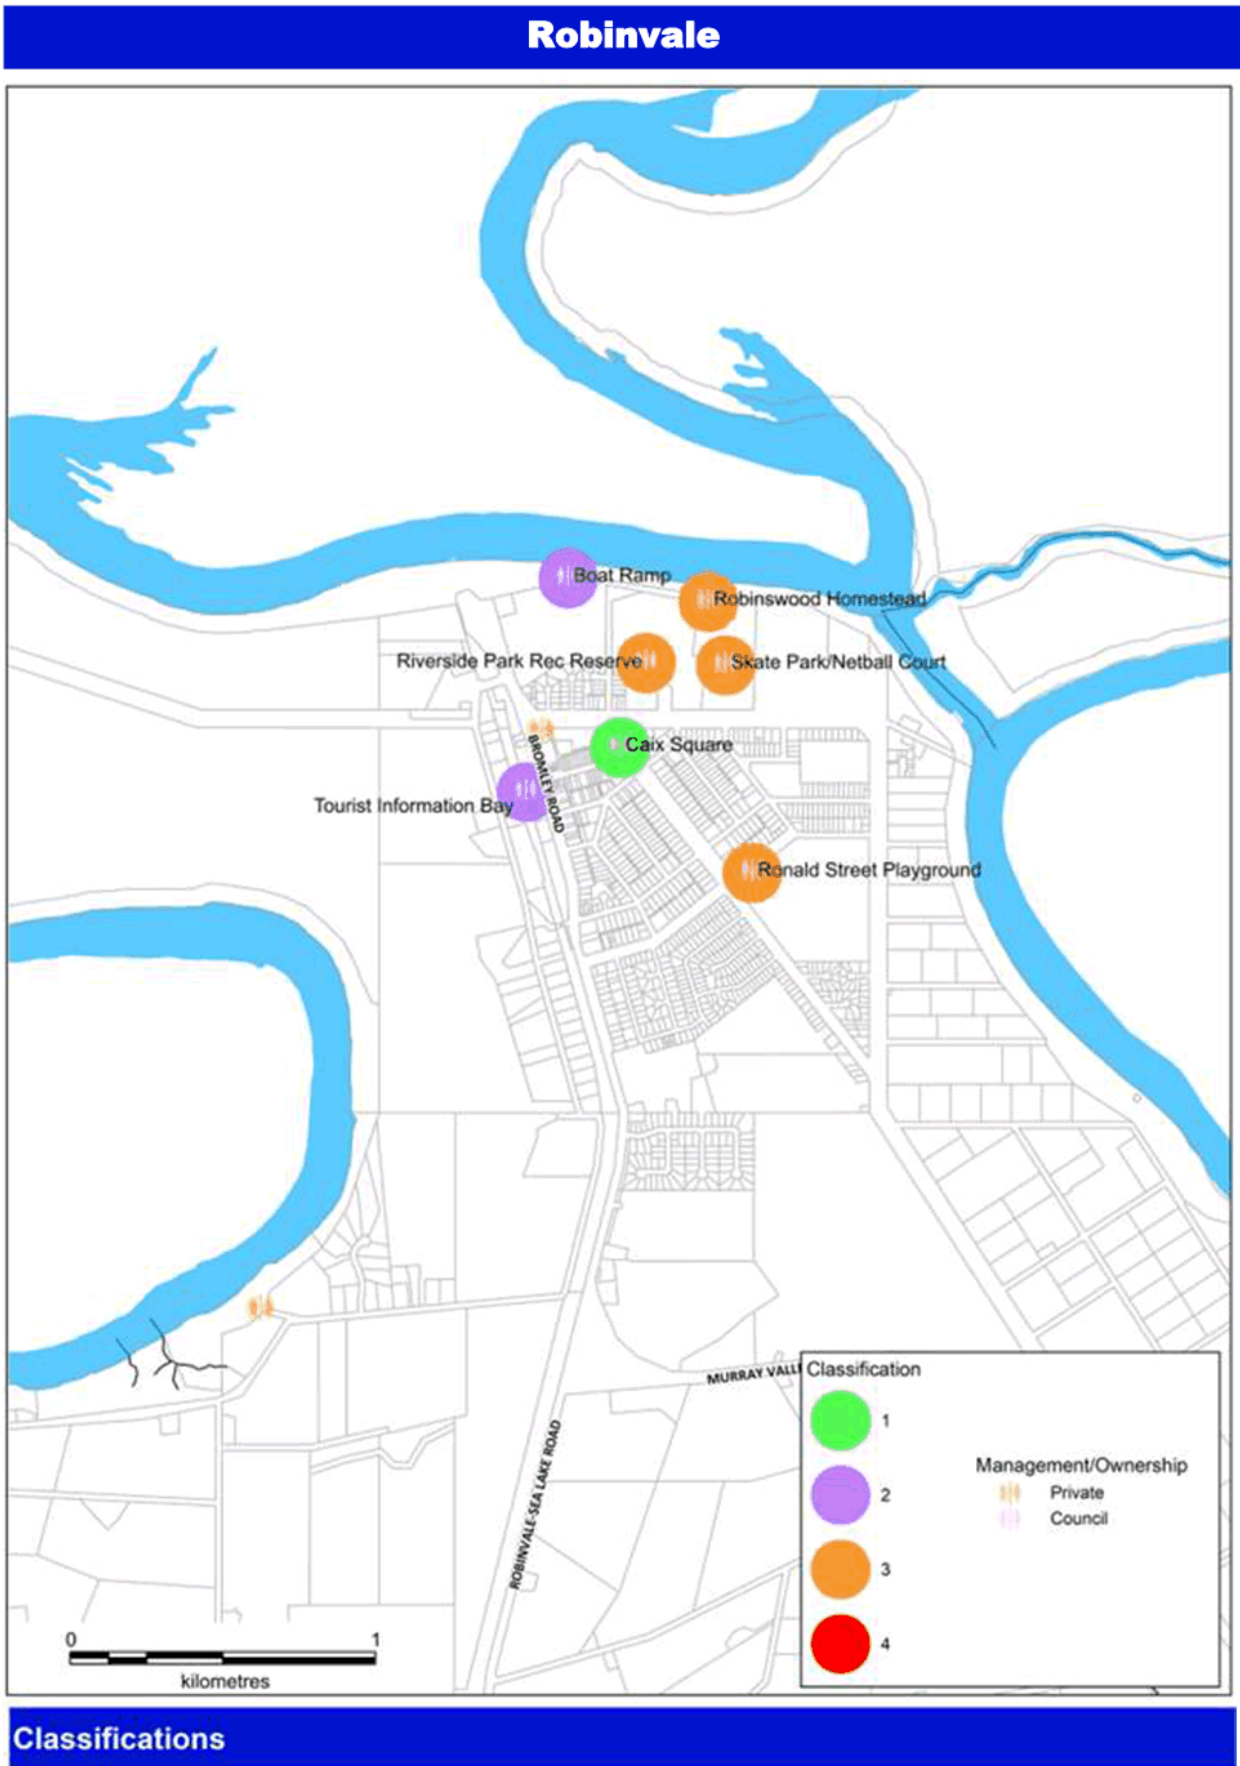 Robinvale
Boat Ramp
Robinswood Homestead
Riverside Park Rec Reserve
Skate Park/Netball Court
Caix Square
BROMLEY ROAD
Tourist Information Bay
Ronald Street Playground
MURRAY VALL
ROBINVALE-SEA LAKE ROAD
Classification
1
2
3
4
Management/Ownership
Private
Council
0 1
kilometres
Classifications